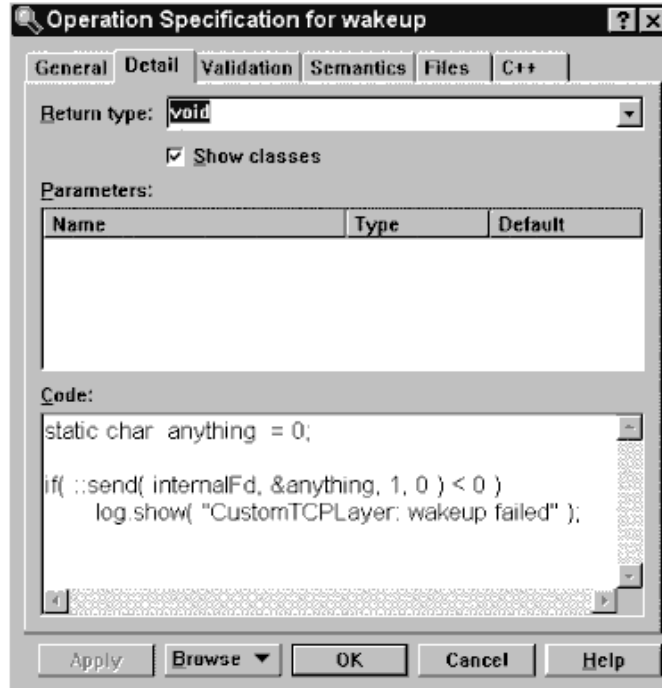 Operation Specification for wakeup
General Detail Validation Semantics Files C++
Return type: void
Show classes
Parameters:
Name Type Default
Code:
static char anything = 0;
if( ::send( internalFd, &anything, 1, 0 ) < 0 )
log.show( "CustomTCPLayer: wakeup failed" );
Apply Browse OK Cancel Help